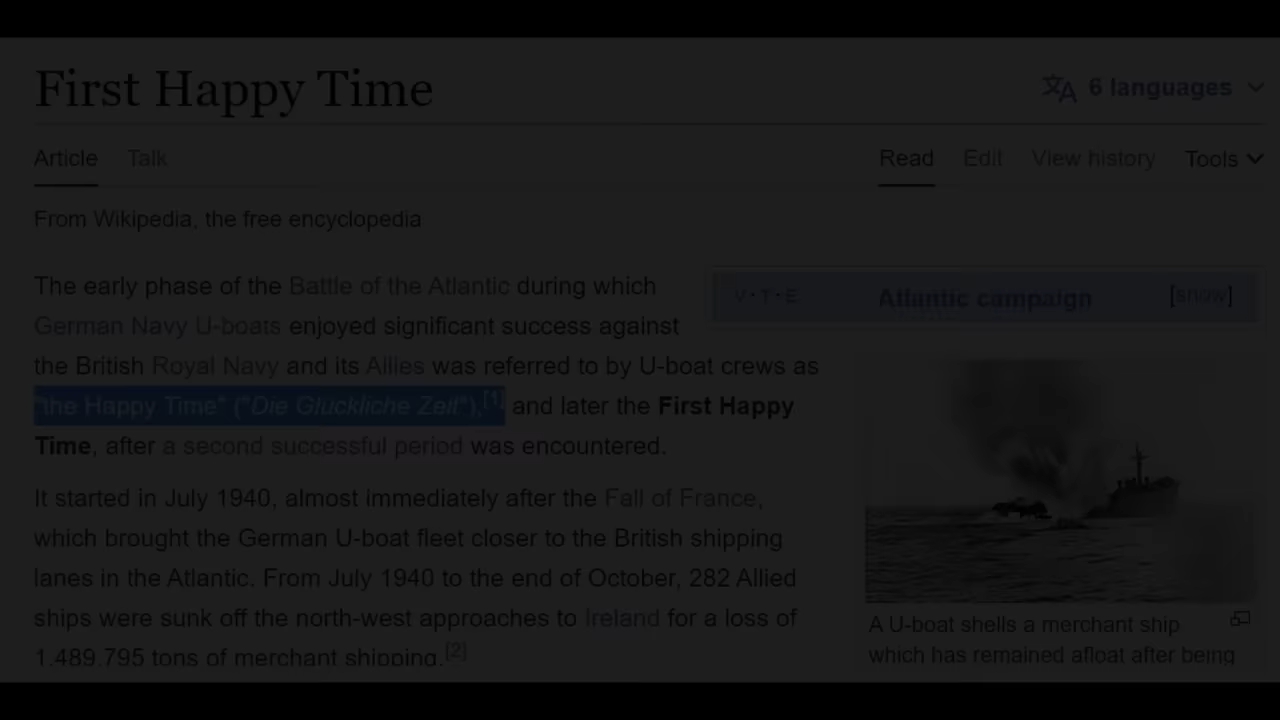 First Happy Time
6 languages
Article Talk
Read Edit View history Tools
From Wikipedia, the free encyclopedia
The early phase of the Battle of the Atlantic during which
German Navy U-boats enjoyed significant success against
the British Royal Navy and its Allies was referred to by U-boat crews as
"the Happy Time" ("Die Glückliche Zeit"),[1] and later the First Happy
Time, after a second successful period was encountered.
V·T·E Atlantic campaign [show]
It started in July 1940, almost immediately after the Fall of France,
which brought the German U-boat fleet closer to the British shipping
lanes in the Atlantic. From July 1940 to the end of October, 282 Allied
ships were sunk off the north-west approaches to Ireland for a loss of
1,489,795 tons of merchant shipping.[2]
A U-boat shells a merchant ship
which has remained afloat after being